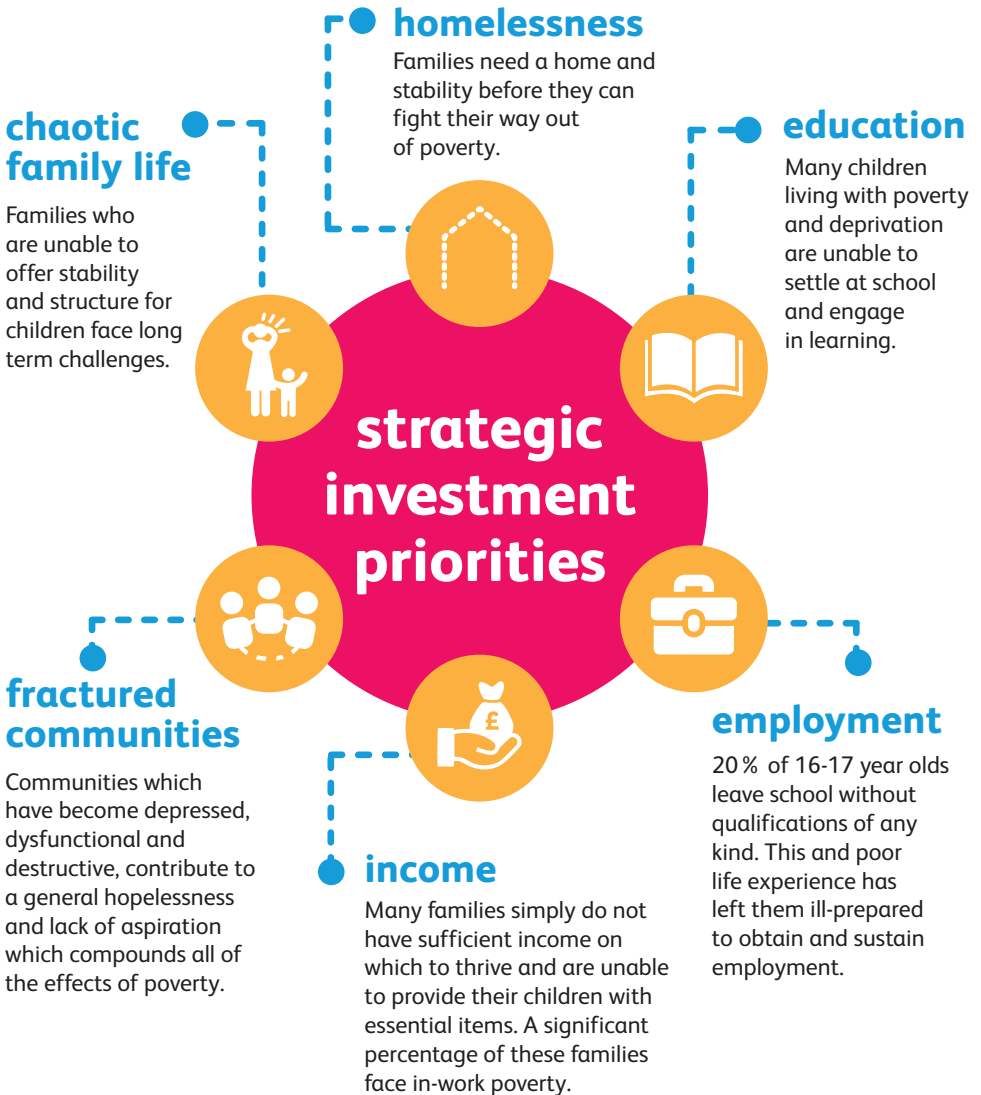 homelessness
Families need a home and
stability before they can
fight their way out
of poverty.
chaotic
family life
Families who
are unable to
offer stability
and structure for
children face long
term challenges.
education
Many children
living with poverty
and deprivation
are unable to
settle at school
and engage
in learning.
strategic
investment
priorities
fractured
communities
Communities which
have become depressed,
dysfunctional and
destructive, contribute to
a general hopelessness
and lack of aspiration
which compounds all of
the effects of poverty.
£
income
Many families simply do not
have sufficient income on
which to thrive and are unable
to provide their children with
essential items. A significant
percentage of these families
face in-work poverty.
employment
20% of 16-17 year olds
leave school without
qualifications of any
kind. This and poor
life experience has
left them ill-prepared
to obtain and sustain
employment.